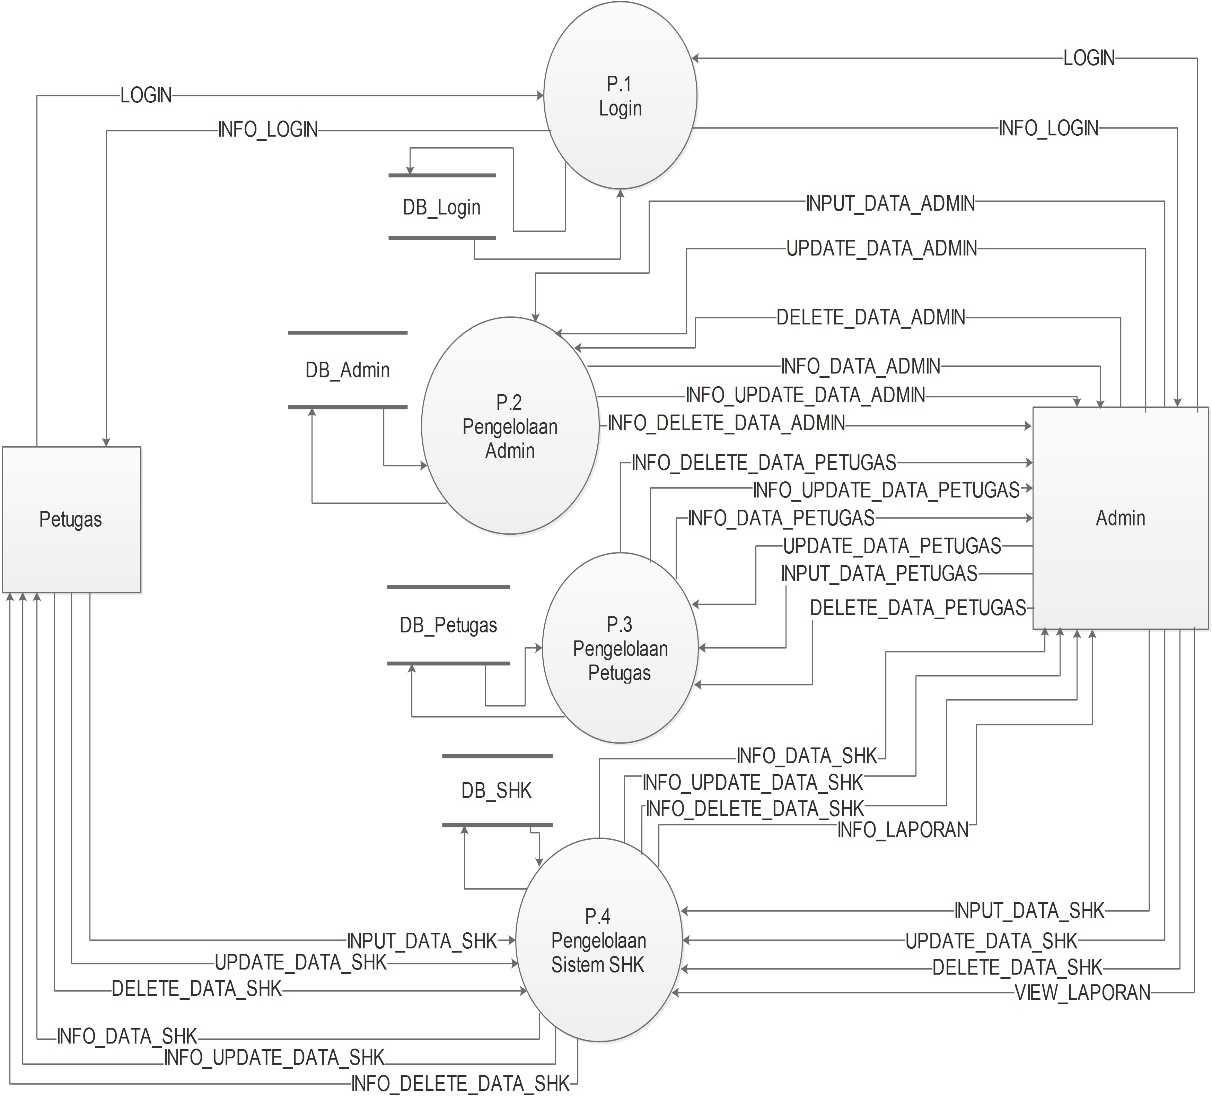 P.1
Login
LOGIN
LOGIN
INFO_LOGIN
INFO_LOGIN
DB_Login
INPUT_DATA_ADMIN
UPDATE_DATA_ADMIN
DELETE_DATA_ADMIN
DB_Admin
INFO_DATA_ADMIN
INFO_UPDATE_DATA_ADMIN
P.2
Pengelolaan
Admin
INFO_DELETE_DATA_ADMIN
INFO_DELETE_DATA_PETUGAS
INFO_UPDATE_DATA_PETUGAS
Petugas
INFO_DATA_PETUGAS
Admin
UPDATE_DATA_PETUGAS
INPUT_DATA_PETUGAS
DELETE_DATA_PETUGAS
DB_Petugas
P.3
Pengelolaan
Petugas
INFO_DATA_SHK
INFO_UPDATE_DATA_SHK
DB_SHK
INFO_DELETE_DATA_SHK
INFO_LAPORAN
P.4
Pengelolaan
Sistem SHK
INPUT_DATA_SHK
UPDATE_DATA_SHK
DELETE_DATA_SHK
VIEW_LAPORAN
INPUT_DATA_SHK
UPDATE_DATA_SHK
DELETE_DATA_SHK
INFO_DATA_SHK
INFO_UPDATE_DATA_SHK
INFO_DELETE_DATA_SHK